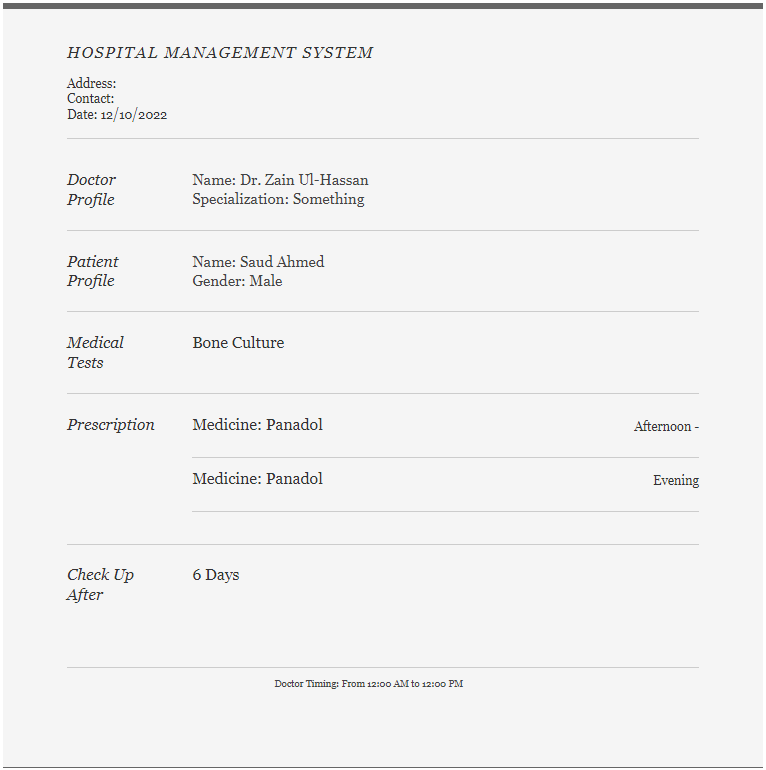 HOSPITAL MANAGEMENT SYSTEM
Address:
Contact:
Date: 12/10/2022
Doctor
Profile
Name: Dr. Zain Ul-Hassan
Specialization: Something
Patient
Profile
Name: Saud Ahmed
Gender: Male
Medical
Tests
Bone Culture
Prescription
Medicine: Panadol
Afternoon -
Medicine: Panadol
Evening
Check Up
After
6 Days
Doctor Timing: From 12:00 AM to 12:00 PM